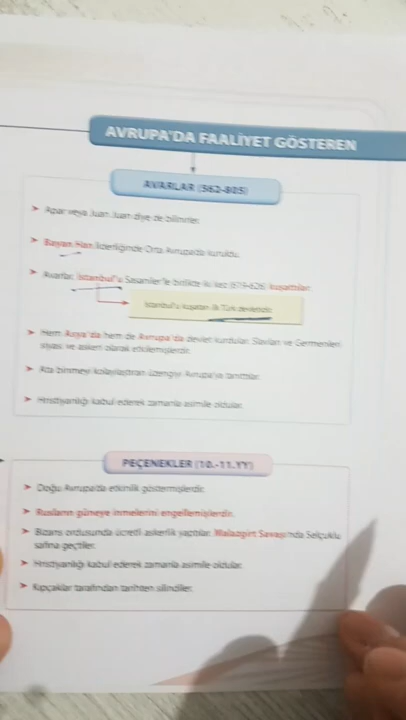 AVRUPA'DA FAALİYET GÖSTEREN
AVARLAR (562-805)
Apar veya Juan Juan diye de bilinirler.
Bayan Han liderliğinde Orta Avrupa'da kuruldu.
Avarlar, İstanbul'u Sasaniler'le birlikte iki kez (619-626) kuşattılar.
İstanbul'u kuşatan ilk Türk devletidir.
Hem Asya'da hem de Avrupa'da devlet kurdular. Slavları ve Germenleri
siyasi ve askeri olarak etkilemişlerdir.
Ata binmeyi kolaylaştıran üzengiyi Avrupa'ya tanıttılar.
Hristiyanlığı kabul ederek zamanla asimile oldular.
PEÇENEKLER (10.-11.YY)
Doğu Avrupa'da etkinlik göstermişlerdir.
Rusların güneye inmelerini engellemişlerdir.
Bizans ordusunda ücretli askerlik yaptılar. Malazgirt Savaşı'nda Selçuklu
safına geçtiler.
Hristiyanlığı kabul ederek zamanla asimile oldular.
Kıpçaklar tarafından tarihten silindiler.